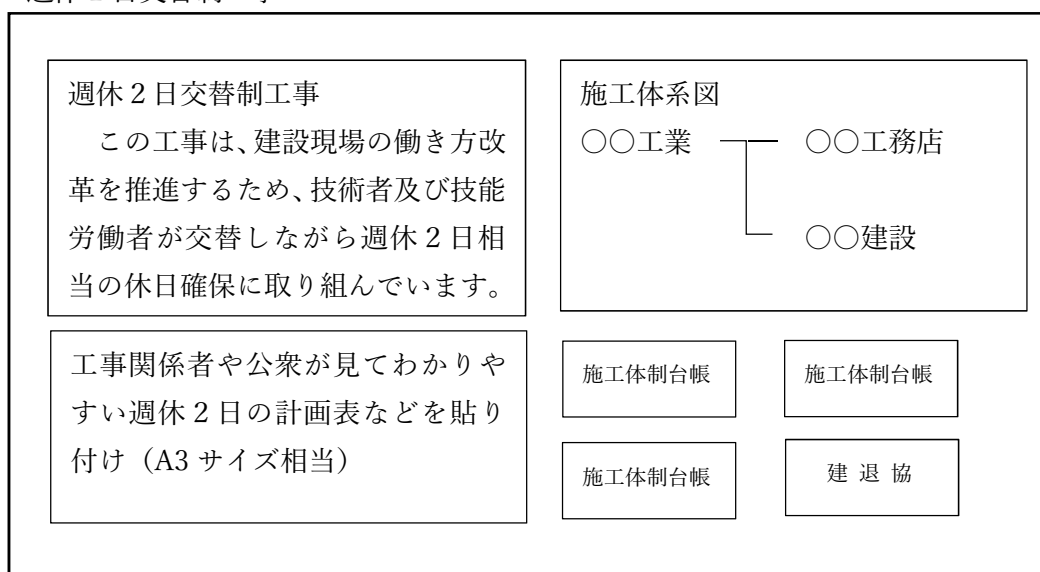 週休２日交替制工事
この工事は、建設現場の働き方改
革を推進するため、技術者及び技能
労働者が交替しながら週休２日相
当の休日確保に取り組んでいます。
施工体系図
○○工業
○○工務店
○○建設
工事関係者や公衆が見てわかりや
すい週休２日の計画表などを貼り
付け（A3 サイズ相当）
施工体制台帳
施工体制台帳
施工体制台帳
建 退 協